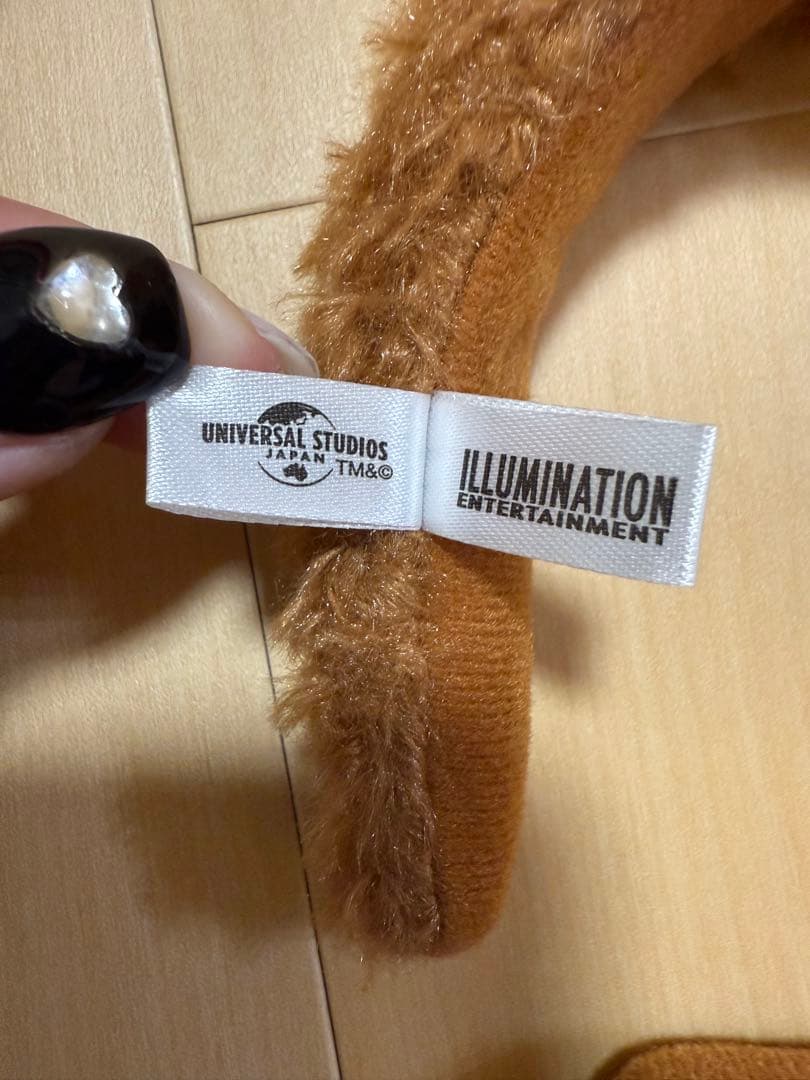 UNIVERSAL STUDIOS
JAPAN
TM&©
ILLUMINATION
ENTERTAINMENT